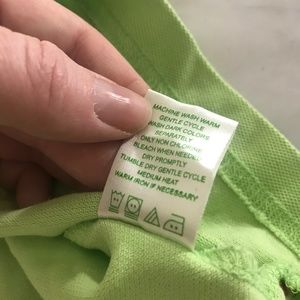 MACHINE WASH WARM
GENTLE CYCLE
WASH DARK COLORS
SEPARATELY
ONLY NON CHLORINE
BLEACH WHEN NEEDED
DRY PROMPTLY
TUMBLE DRY GENTLE CYCLE
MEDIUM HEAT
WARM IRON IF NECESSARY